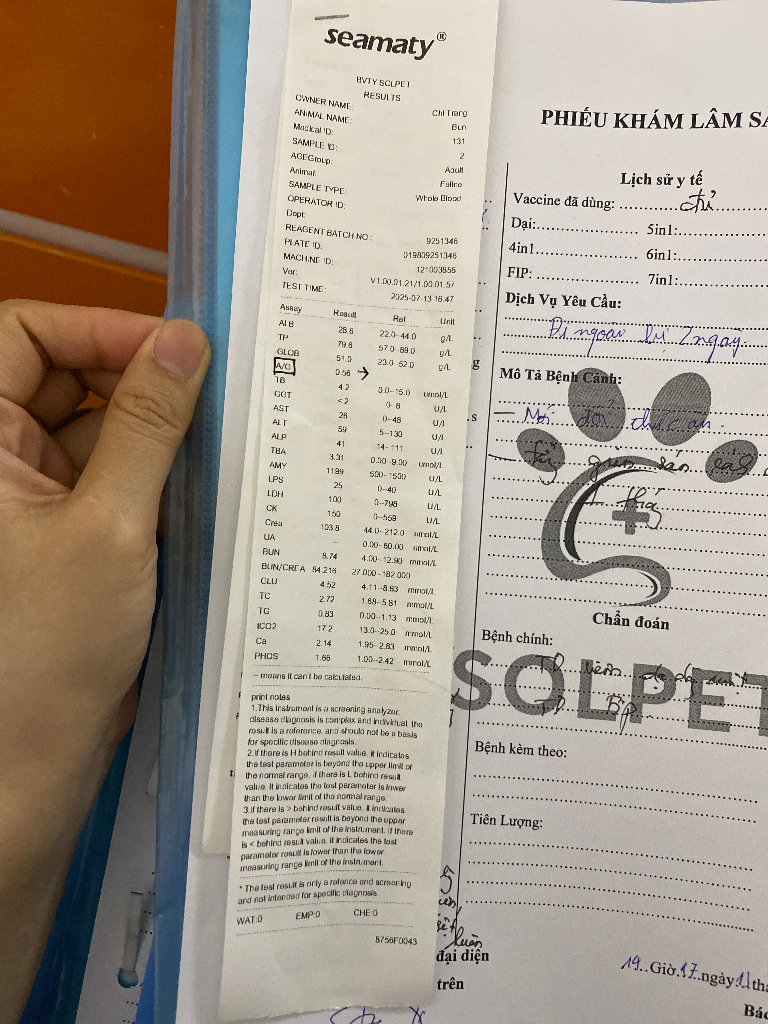 seamaty®
BVTY SOLPET
RESULTS
OWNER NAME: Chi Trang
ANIMAL NAME: Bun
Medical ID: 131
SAMPLE ID: 2
AGEGroup: Adult
Animal: Feline
SAMPLE TYPE: Whole Blood
OPERATOR ID:
Dept:
REAGENT BATCH NO.: 9251346
PLATE ID: 019809251346
MACHINE ID: 121003555
Ver: V1.00.01.21/1.00.01.57
TEST TIME: 2025-07-13 16:47
Assay Result Ref Unit
ALB 28.6 22.0--44.0 g/L
TP 79.6 57.0--89.0 g/L
GLOB 51.0 23.0--52.0 g/L
A/G 0.56 →
TB 4.2 0.0--15.0 umol/L
GGT <2 0--8 U/L
AST 26 0--48 U/L
ALT 59 5--130 U/L
ALP 41 14--111 U/L
TBA 3.31 0.00--9.00 umol/L
AMY 1199 500--1500 U/L
LPS 25 0--40 U/L
LDH 100 0--798 U/L
CK 150 0--559 U/L
Crea 103.8 44.0--212.0 umol/L
UA -- 0.00--60.00 umol/L
BUN 8.74 4.00--12.90 mmol/L
BUN/CREA 84.216 27.000--182.000
GLU 4.52 4.11--8.83 mmol/L
TC 2.72 1.68--5.81 mmol/L
TG 0.83 0.00--1.13 mmol/L
tCO2 17.2 13.0--25.0 mmol/L
Ca 2.14 1.95--2.83 mmol/L
PHOS 1.66 1.00--2.42 mmol/L
-- means it can't be calculated.
print notes
1.This instrument is a screening analyzer,
disease diagnosis is complex and individual, the
result is a reference, and should not be a basis
for specific disease diagnosis.
2.if there is H behind result value, it indicates
the test parameter is beyond the upper limit of
the normal range, if there is L behind result
value, it indicates the test parameter is lower
than the lower limit of the normal range.
3.if there is > behind result value, it indicates
the test parameter result is beyond the upper
measuring range limit of the instrument, if there
is < behind result value, it indicates the test
parameter result is lower than the lower
measuring range limit of the instrument.
* The test result is only a refence and screening
and not intended for specific diagnosis.
WAT:0 EMP:0 CHE:0
8756F0043
PHIẾU KHÁM LÂM SÀ
Lịch sử y tế
Vaccine đã dùng: đủ
Dại: 5in1:
4in1 6in1:
FIP: 7in1:
Dịch Vụ Yêu Cầu:
Đi ngoài 2 ngày
Mô Tả Bệnh Cảnh:
SOLPET
Chẩn đoán
Bệnh chính:
Bệnh kèm theo:
Tiên Lượng:
đại diện
trên
19 Giờ 17 ngày 11 thá
Bác